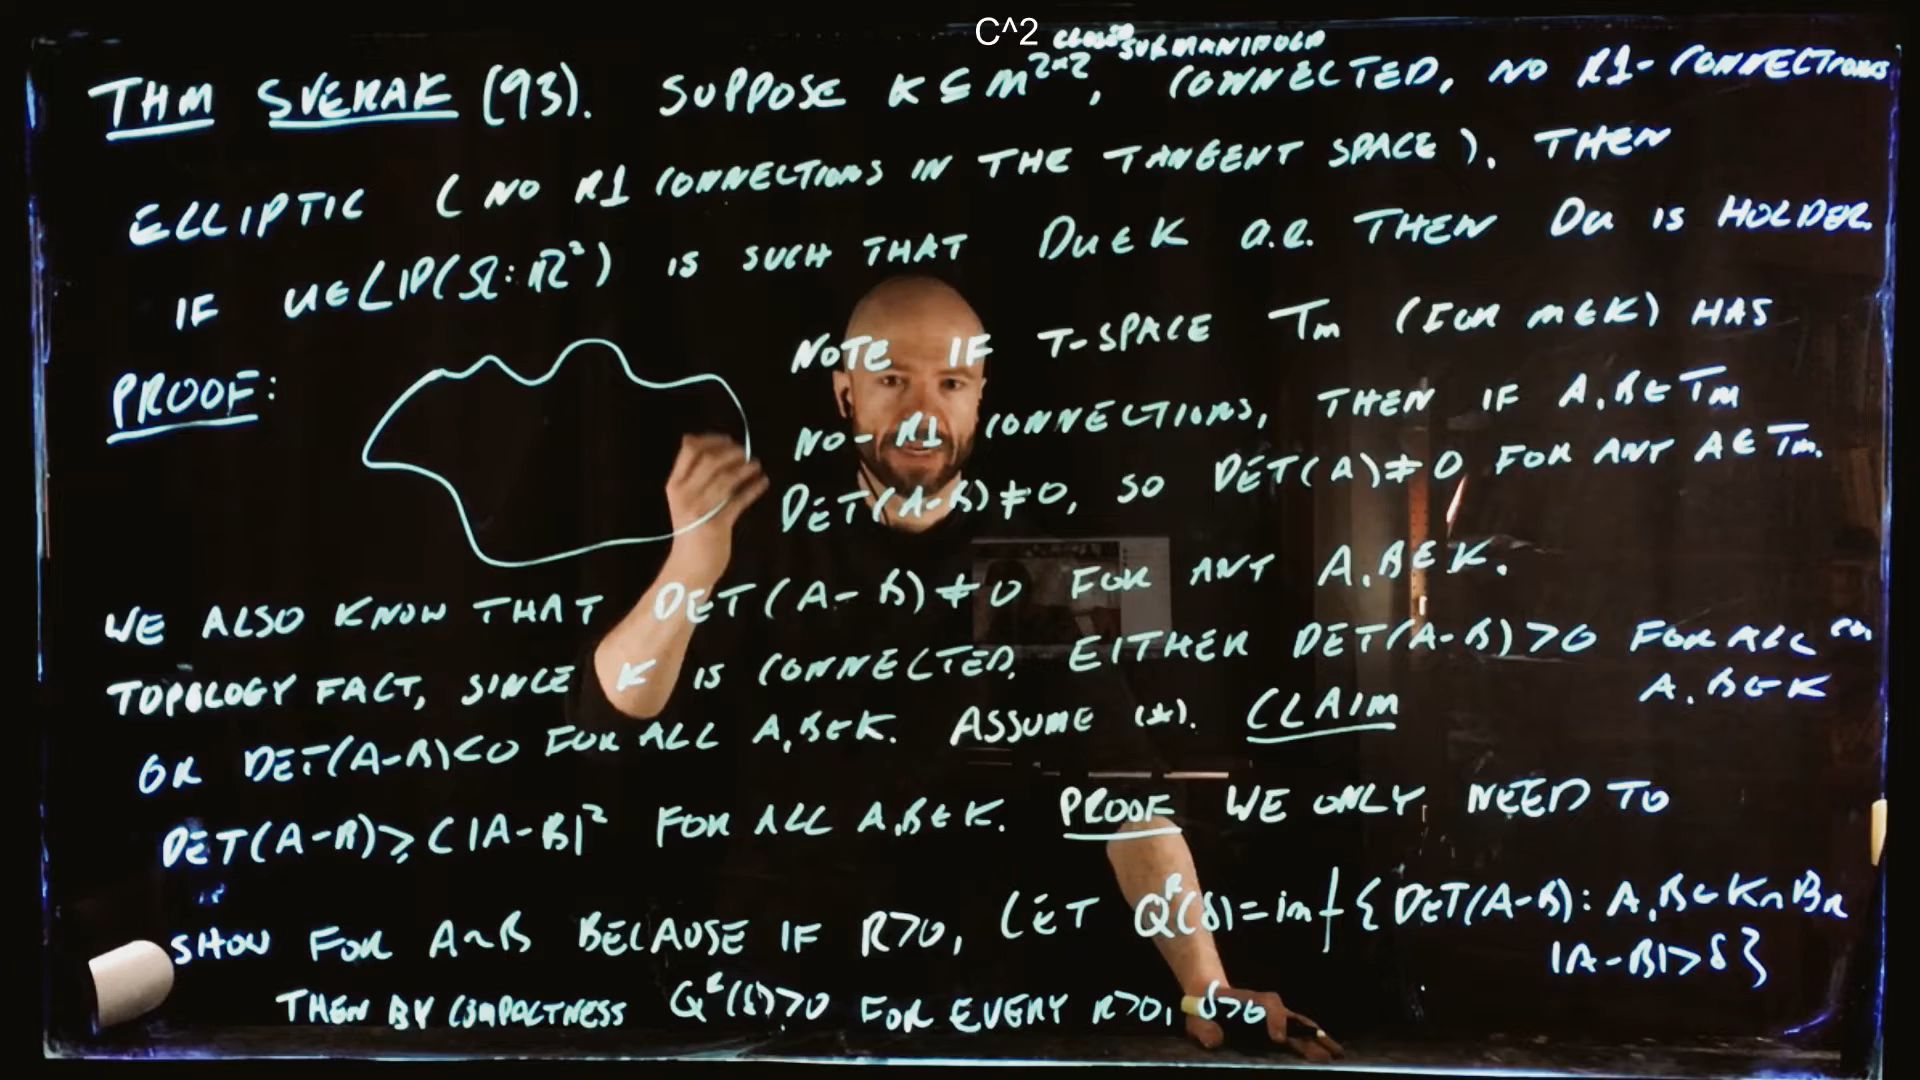 C^2
CLOSED SUBMANIFOLD
THM SVERAK (93). SUPPOSE K ⊆ M^{2×2}, CONNECTED, NO R1-CONNECTIONS
ELLIPTIC (NO R1 CONNECTIONS IN THE TANGENT SPACE). THEN
IF u∈LIP(Ω:ℝ²) IS SUCH THAT Du∈K a.e. THEN Du IS HOLDER
PROOF:
NOTE IF T-SPACE Tm (FOR M∈K) HAS
NO-R1 CONNECTIONS, THEN IF A,B∈Tm
DET(A-B)≠0, SO DET(A)≠0 FOR ANY A∈Tm.
WE ALSO KNOW THAT DET(A-B)≠0 FOR ANY A,B∈K.
TOPOLOGY FACT, SINCE K IS CONNECTED, EITHER DET(A-B)>0 FOR ALL (*)
A,B∈K
OR DET(A-B)<0 FOR ALL A,B∈K. ASSUME (*). CLAIM
DET(A-B)≥C|A-B|² FOR ALL A,B∈K. PROOF WE ONLY NEED TO
SHOW FOR A~B BECAUSE IF R>0, LET Q^R(δ)=inf{DET(A-B): A,B∈K∩B_R
|A-B|>δ}
THEN BY COMPACTNESS Q^R(δ)>0 FOR EVERY R>0, δ>0